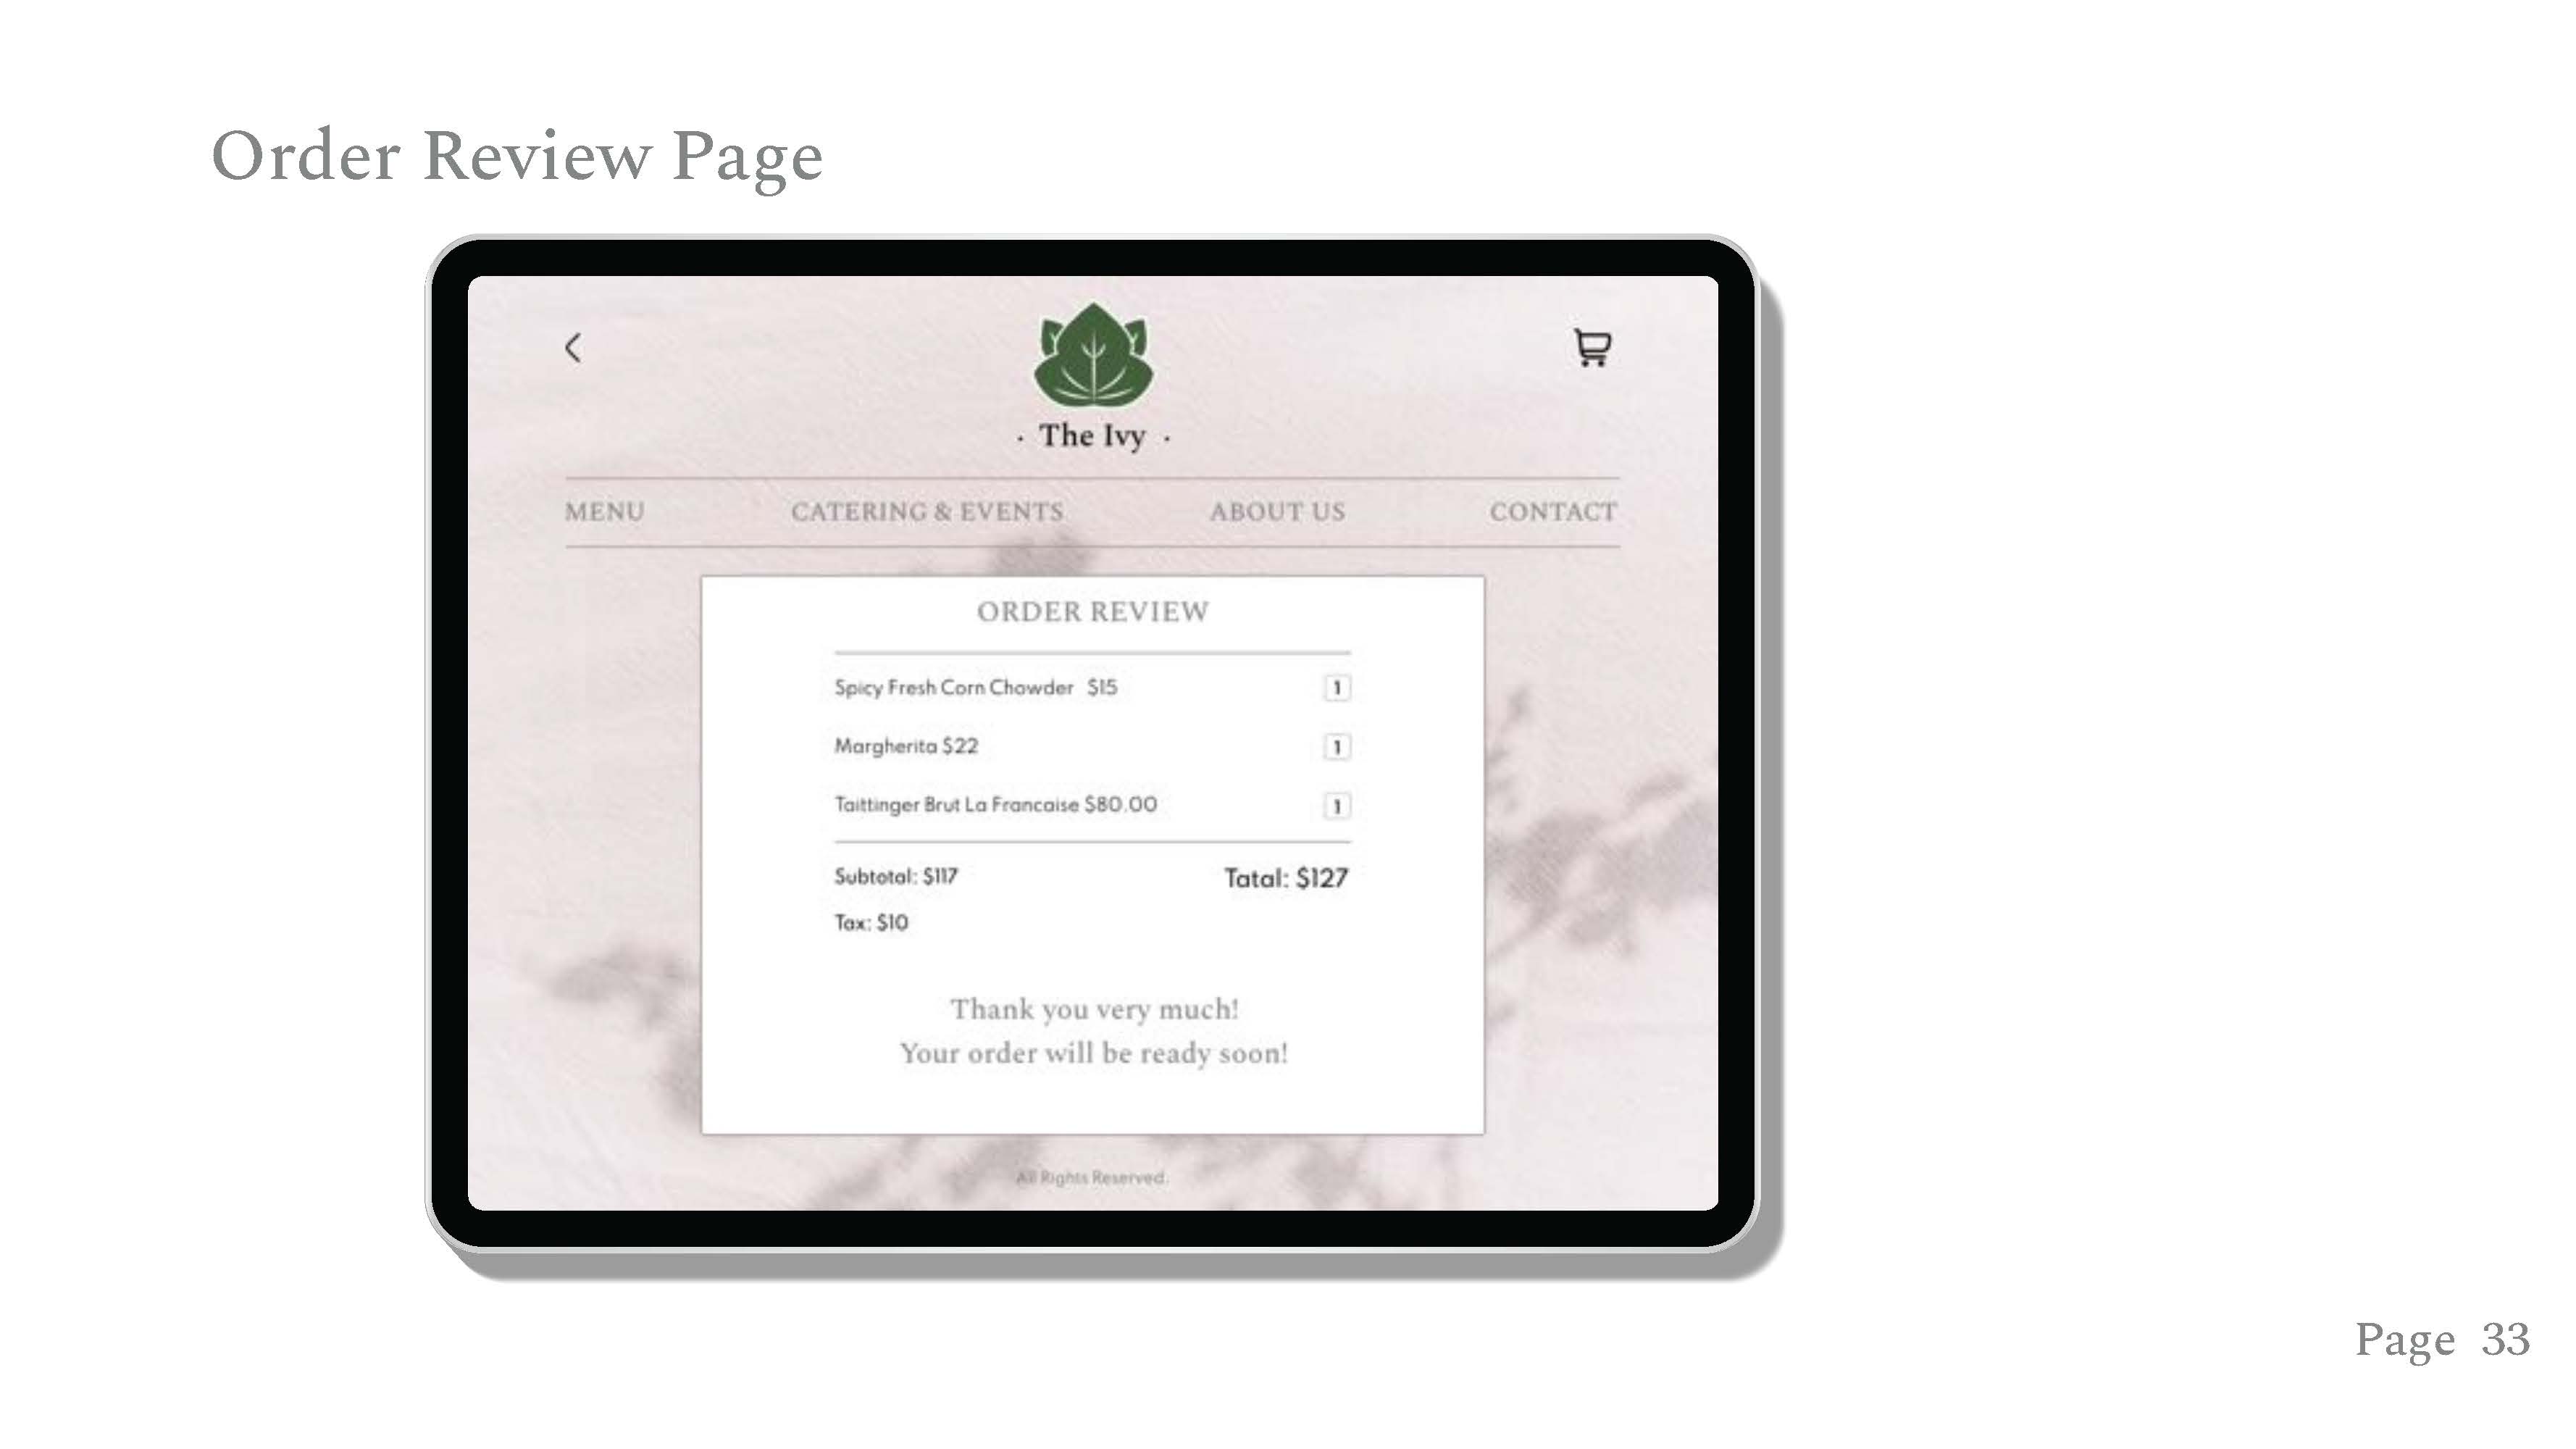 Order Review Page
· The Ivy ·
MENU CATERING & EVENTS ABOUT US CONTACT
ORDER REVIEW
Spicy Fresh Corn Chowder $15 1
Margherita $22 1
Taittinger Brut La Francaise $80.00 1
Subtotal: $117 Tatal: $127
Tax: $10
Thank you very much!
Your order will be ready soon!
All Rights Reserved.
Page 33